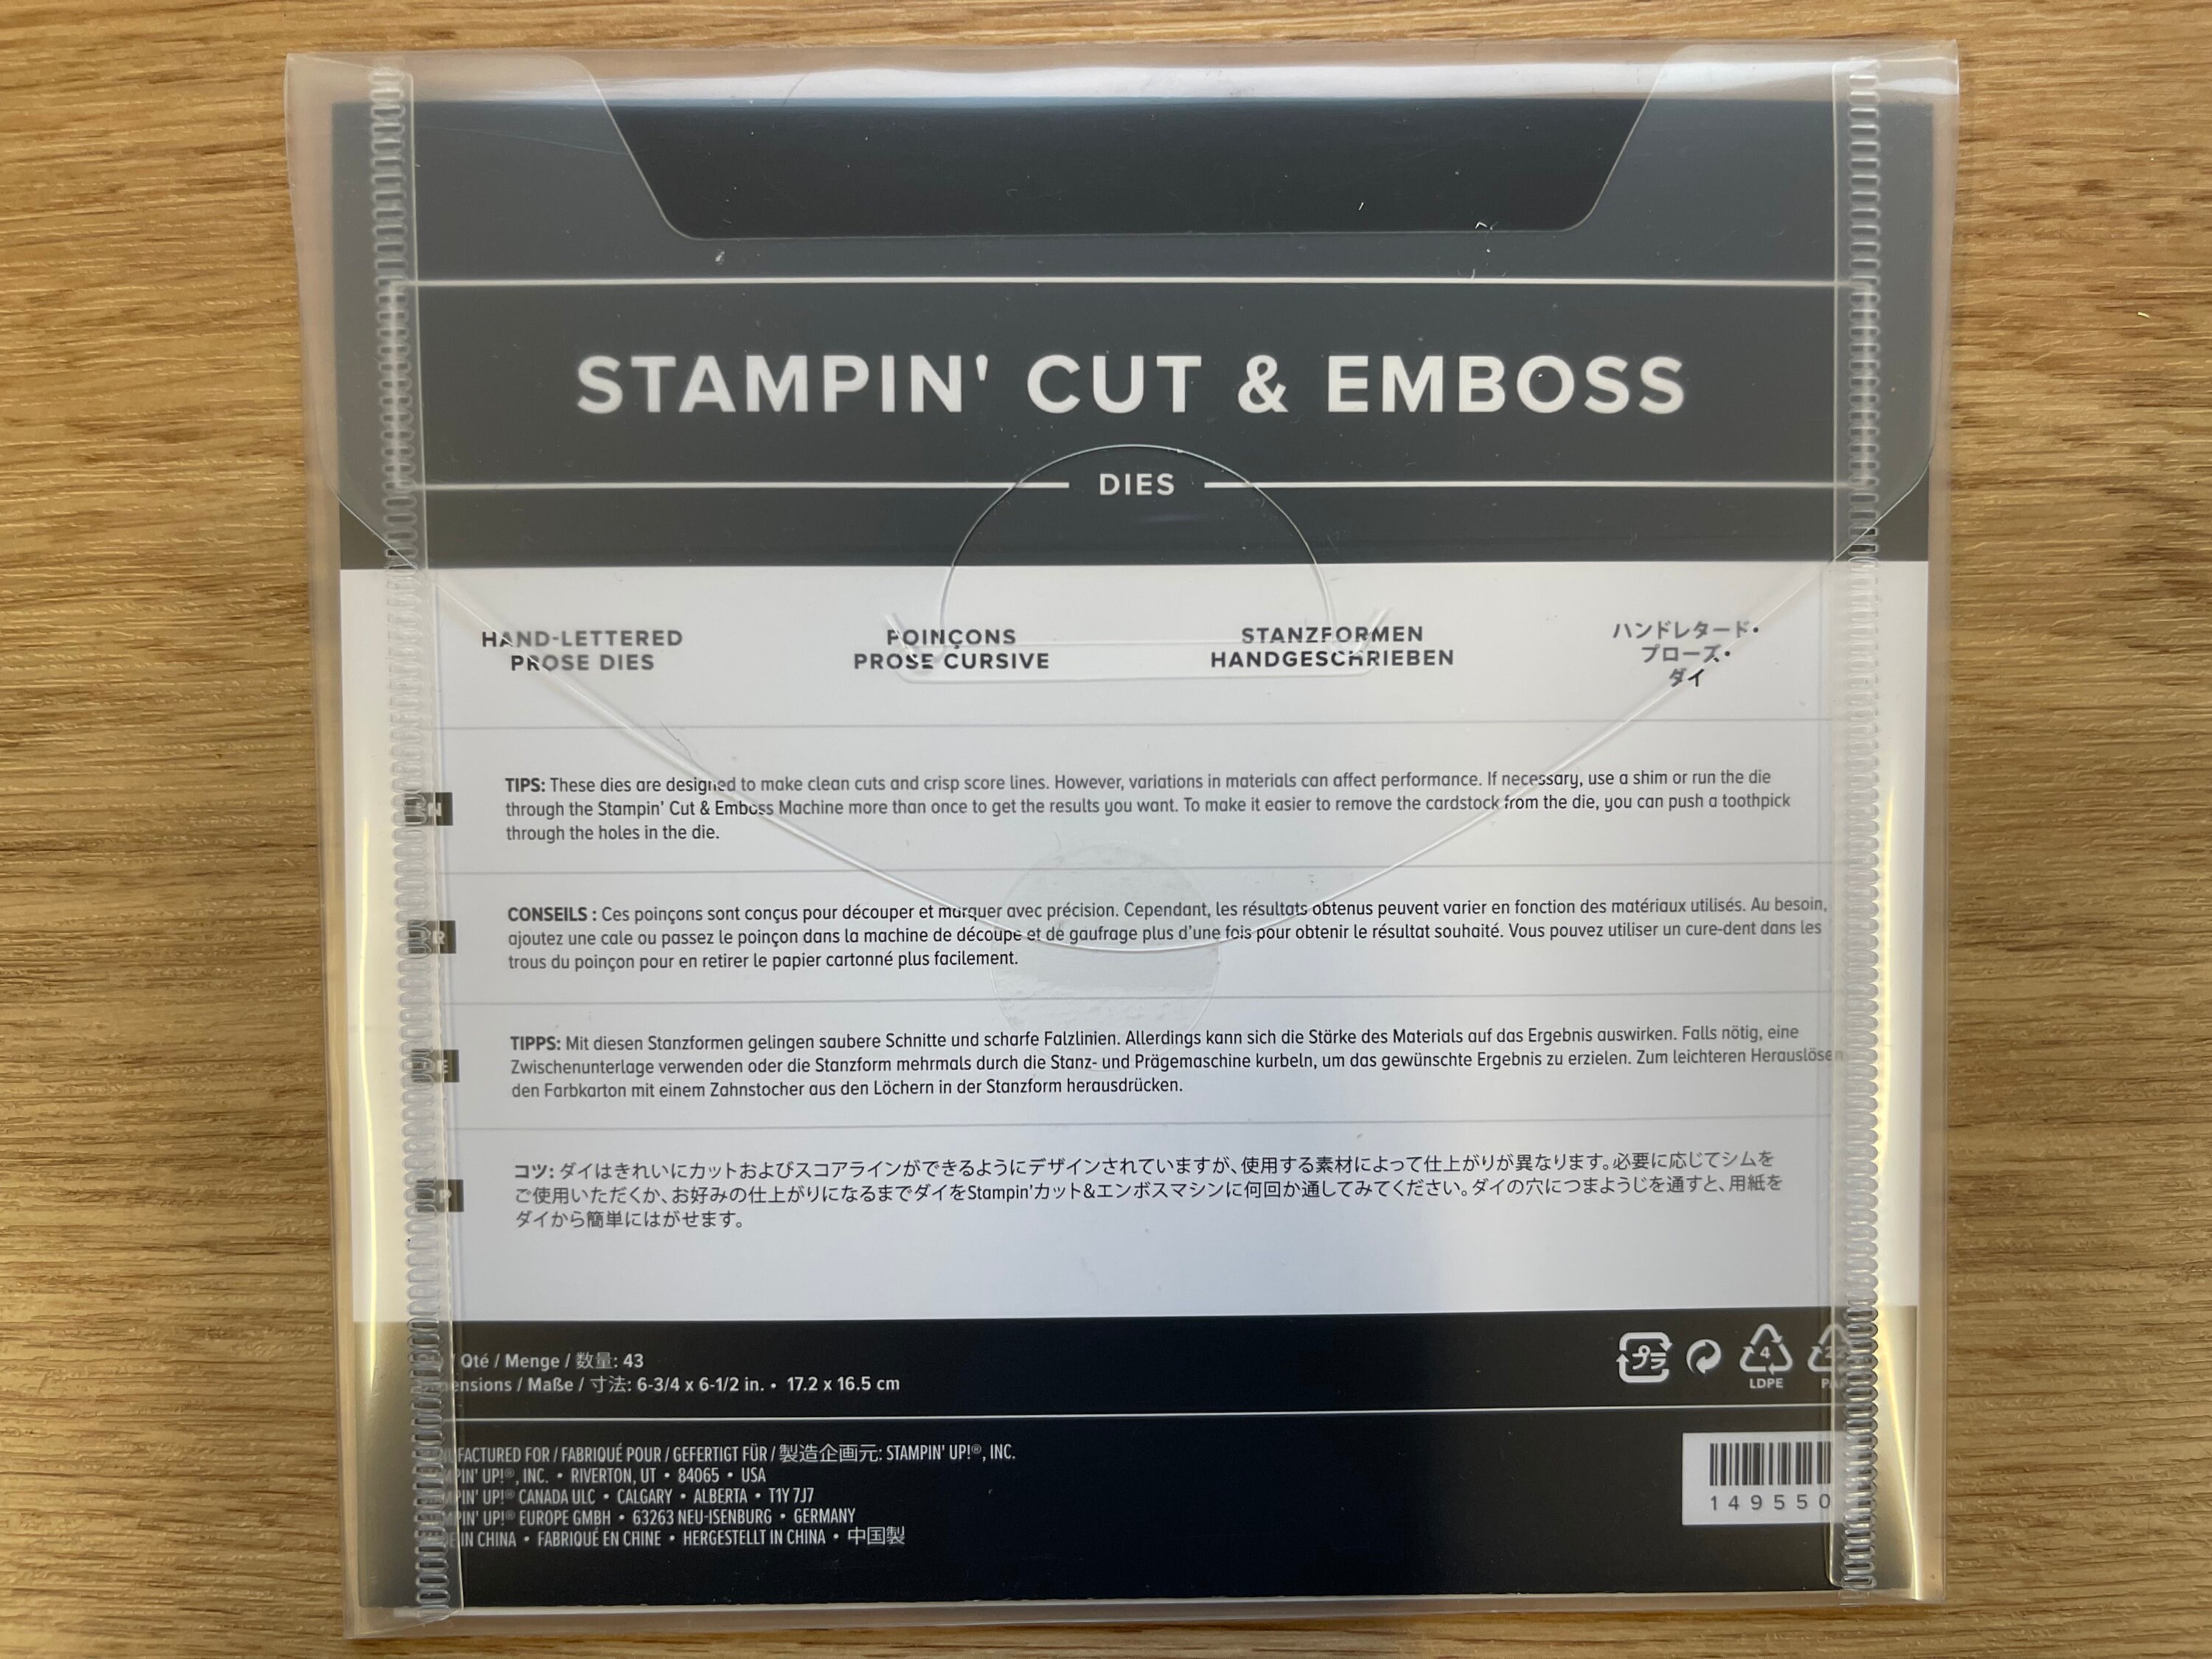 STAMPIN' CUT & EMBOSS
DIES
HAND-LETTERED
PROSE DIES
POINÇONS
PROSE CURSIVE
STANZFORMEN
HANDGESCHRIEBEN
ハンドレタード・
プローズ・
ダイ
TIPS: These dies are designed to make clean cuts and crisp score lines. However, variations in materials can affect performance. If necessary, use a shim or run the die
through the Stampin' Cut & Emboss Machine more than once to get the results you want. To make it easier to remove the cardstock from the die, you can push a toothpick
through the holes in the die.
CONSEILS : Ces poinçons sont conçus pour découper et marquer avec précision. Cependant, les résultats obtenus peuvent varier en fonction des matériaux utilisés. Au besoin,
ajoutez une cale ou passez le poinçon dans la machine de découpe et de gaufrage plus d'une fois pour obtenir le résultat souhaité. Vous pouvez utiliser un cure-dent dans les
trous du poinçon pour en retirer le papier cartonné plus facilement.
TIPPS: Mit diesen Stanzformen gelingen saubere Schnitte und scharfe Falzlinien. Allerdings kann sich die Stärke des Materials auf das Ergebnis auswirken. Falls nötig, eine
Zwischenunterlage verwenden oder die Stanzform mehrmals durch die Stanz- und Prägemaschine kurbeln, um das gewünschte Ergebnis zu erzielen. Zum leichteren Herauslösen
den Farbkarton mit einem Zahnstocher aus den Löchern in der Stanzform herausdrücken.
コツ: ダイはきれいにカットおよびスコアラインができるようにデザインされていますが、使用する素材によって仕上がりが異なります。必要に応じてシムを
ご使用いただくか、お好みの仕上がりになるまでダイをStampin'カット&エンボスマシンに何回か通してみてください。ダイの穴につまようじを通すと、用紙を
ダイから簡単にはがせます。
/ Qté / Menge / 数量: 43
/ Maße / 寸法: 6-3/4 x 6-1/2 in. • 17.2 x 16.5 cm
プラ
4
LDPE
FOR / FABRIQUÉ POUR / GEFERTIGT FÜR / 製造企画元: STAMPIN' UP!®, INC.
UP!®, INC. • RIVERTON, UT • 84065 • USA
UP!® CANADA ULC • CALGARY • ALBERTA • T1Y 7J7
UP!® EUROPE GMBH • 63263 NEU-ISENBURG • GERMANY
IN CHINA • FABRIQUÉ EN CHINE • HERGESTELLT IN CHINA • 中国製
149550